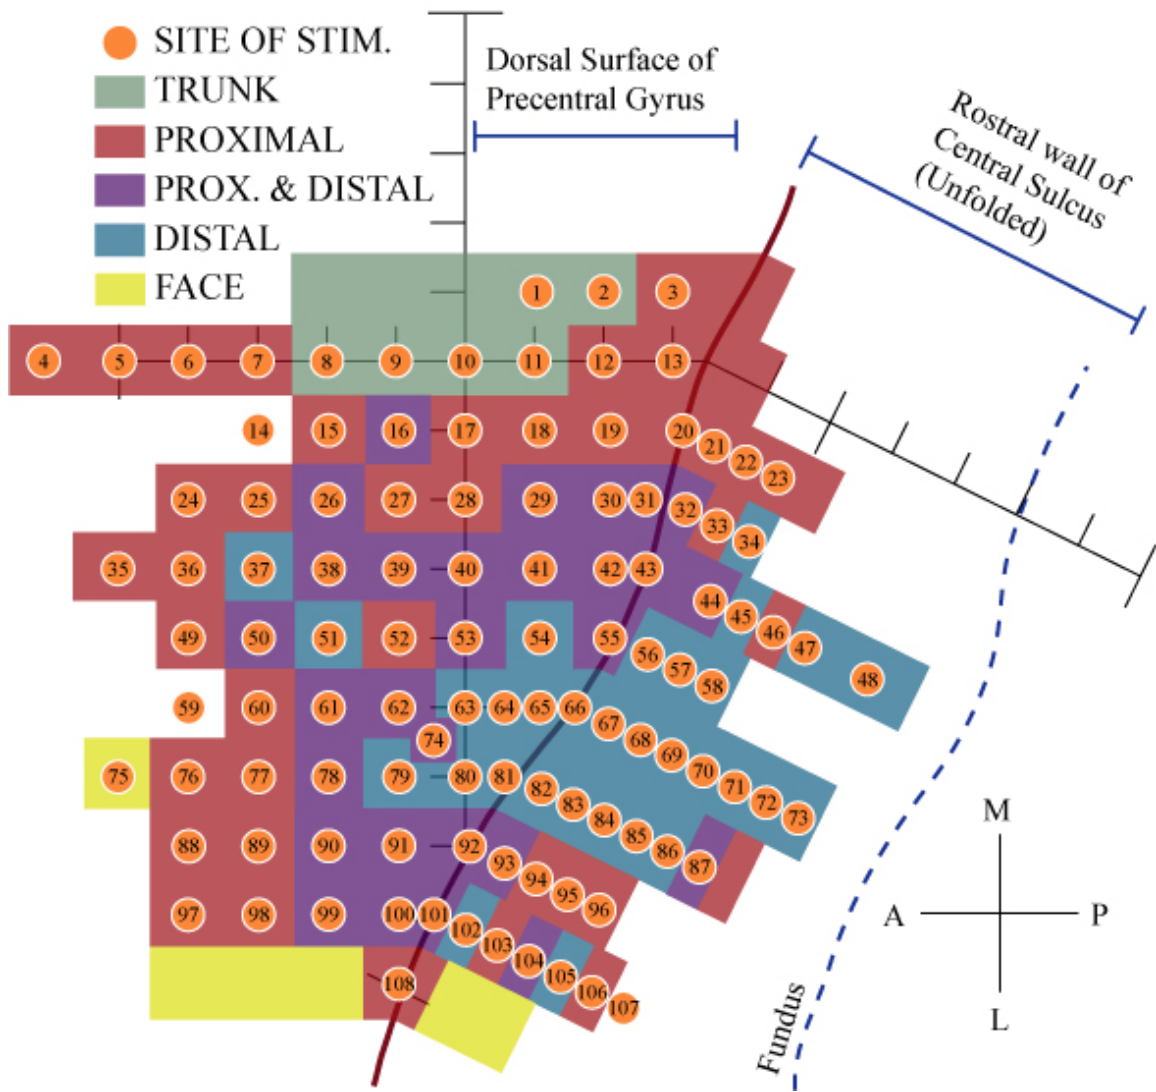 SITE OF STIM.
TRUNK
PROXIMAL
PROX. & DISTAL
DISTAL
FACE
Dorsal Surface of
Precentral Gyrus
Rostral wall of
Central Sulcus
(Unfolded)
1 2 3
4 5 6 7 8 9 10 11 12 13
14 15 16 17 18 19 20 21 22 23
24 25 26 27 28 29 30 31 32 33 34
35 36 37 38 39 40 41 42 43 44 45 46 47 48
49 50 51 52 53 54 55 56 57 58
59 60 61 62 63 64 65 66 67 68 69 70 71 72 73
74
75 76 77 78 79 80 81 82 83 84 85 86 87
88 89 90 91 92 93 94 95 96
97 98 99 100 101 102 103 104 105 106 107
108
M
A P
L
Fundus